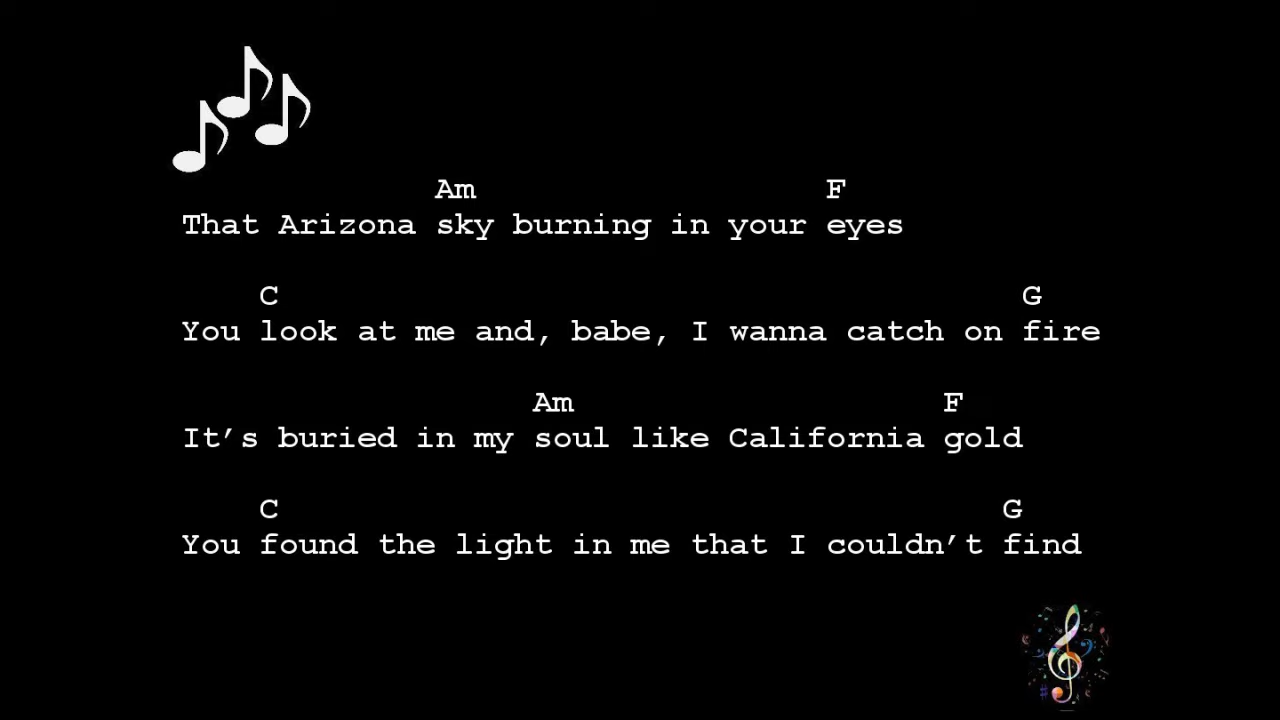 Am F
That Arizona sky burning in your eyes
C G
You look at me and, babe, I wanna catch on fire
Am F
It’s buried in my soul like California gold
C G
You found the light in me that I couldn’t find